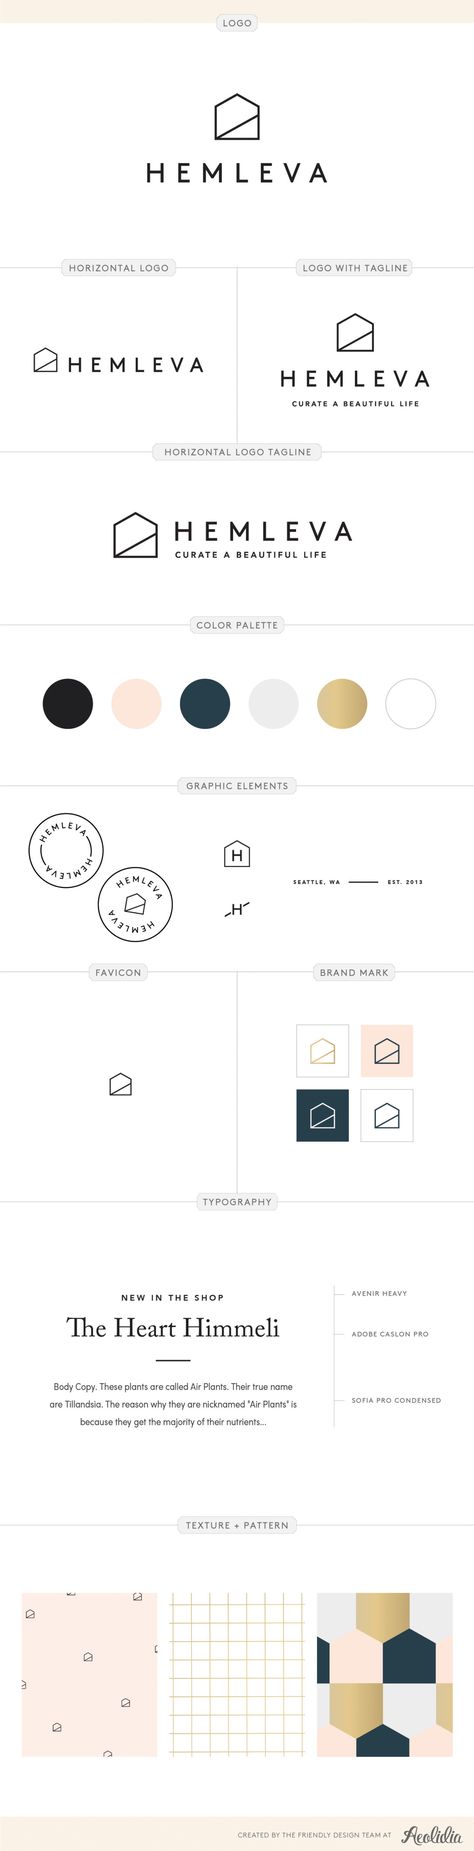 LOGO
HEMLEVA
HORIZONTAL LOGO
LOGO WITH TAGLINE
HEMLEVA
HEMLEVA
CURATE A BEAUTIFUL LIFE
HORIZONTAL LOGO TAGLINE
HEMLEVA
CURATE A BEAUTIFUL LIFE
COLOR PALETTE
GRAPHIC ELEMENTS
HEMLEVA
HEMLEVA
HEMLEVA
HEMLEVA
H
H
SEATTLE, WA
EST. 2013
FAVICON
BRAND MARK
TYPOGRAPHY
NEW IN THE SHOP
The Heart Himmeli
Body Copy. These plants are called Air Plants. Their true name
are Tillandsia. The reason why they are nicknamed "Air Plants" is
because they get the majority of their nutrients...
AVENIR HEAVY
ADOBE CASLON PRO
SOFIA PRO CONDENSED
TEXTURE + PATTERN
CREATED BY THE FRIENDLY DESIGN TEAM AT Aeolidia